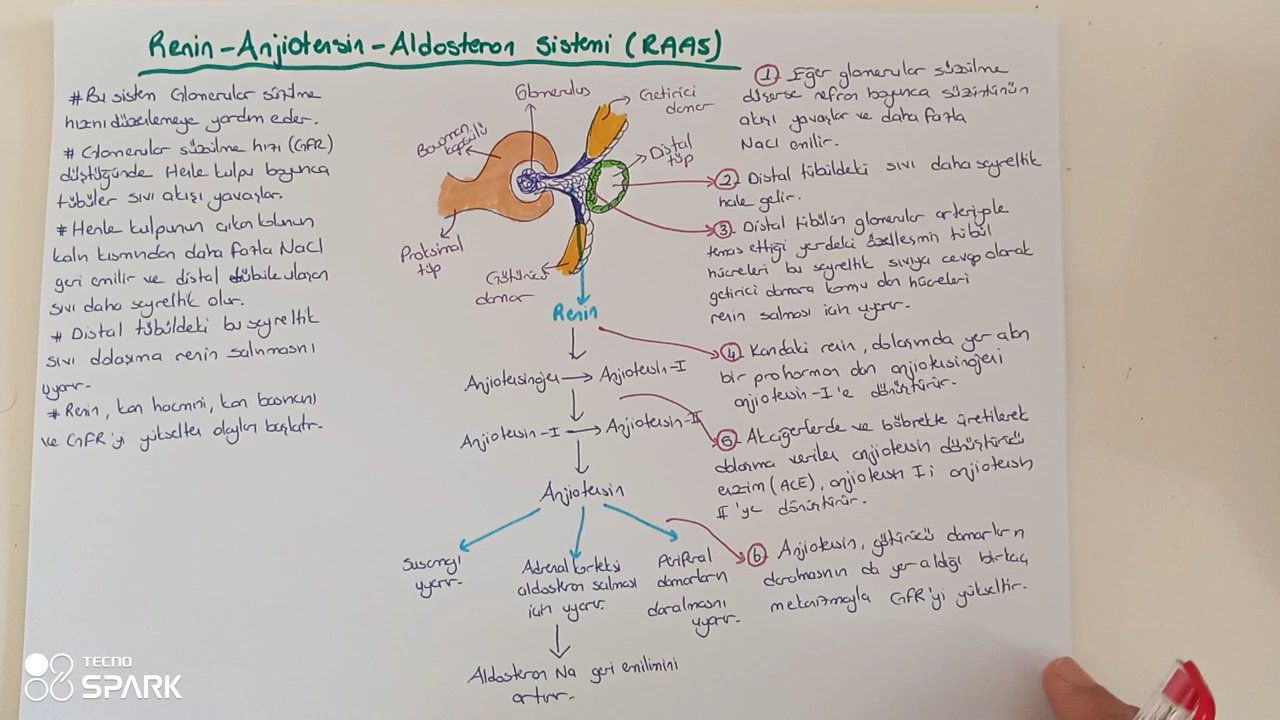 Renin-Anjiotensin-Aldosteron sistemi (RAAS)
# Bu sistem Glomerular süzülme
hızını düzenlemeye yardım eder.
# Glomerular süzülme hızı (GFR)
düştüğünde Henle kulpu boyunca
tübüler sıvı akışı yavaşlar.
# Henle kulpunun çıkan kolunun
kalın kısmından daha fazla NaCl
geri emilir ve distal tübüle ulaşan
sıvı daha seyreltik olur.
# Distal tübüldeki bu seyreltik
sıvı dolaşıma renin salınmasını
uyarır.
# Renin, kan hacmini, kan basıncını
ve GFR'yi yükselten olayları başlatır.
Glomerulus
Getirici
damar
Bowman
kapsülü
Distal
tüp
Proksimal
tüp
Götürücü
damar
Renin
Anjiotensinojen → Anjiotensin-I
Anjiotensin-I → Anjiotensin-II
Anjiotensin
Susamayı
uyarır.
Adrenal korteksi
aldosteron salması
için uyarır.
Periferal
damarların
daralmasını
uyarır.
Aldosteron Na geri emilimini
artırır.
1 Eğer glomerular süzülme
düşerse nefron boyunca süzüntünün
akışı yavaşlar ve daha fazla
NaCl emilir.
2 Distal tübüldeki sıvı daha seyreltik
hale gelir.
3 Distal tübülün glomerular arteriyole
temas ettiği yerdeki özelleşmiş tübül
hücreleri bu seyreltik sıvıya cevap olarak
getirici damara komşu olan hücreleri
renin salması için uyarır.
4 Kandaki renin, dolaşımda yer alan
bir prohormon olan anjiotensinojeni
anjiotensin-I'e dönüştürür.
5 Akciğerlerde ve böbrekte üretilerek
dolaşıma verilen anjiotensin dönüştürücü
enzim (ACE), anjiotensin I'i anjiotensin
II'ye dönüştürür.
6 Anjiotensin, götürücü damarların
daralmasının da yer aldığı birkaç
mekanizmayla GFR'yi yükseltir.
TECNO
SPARK